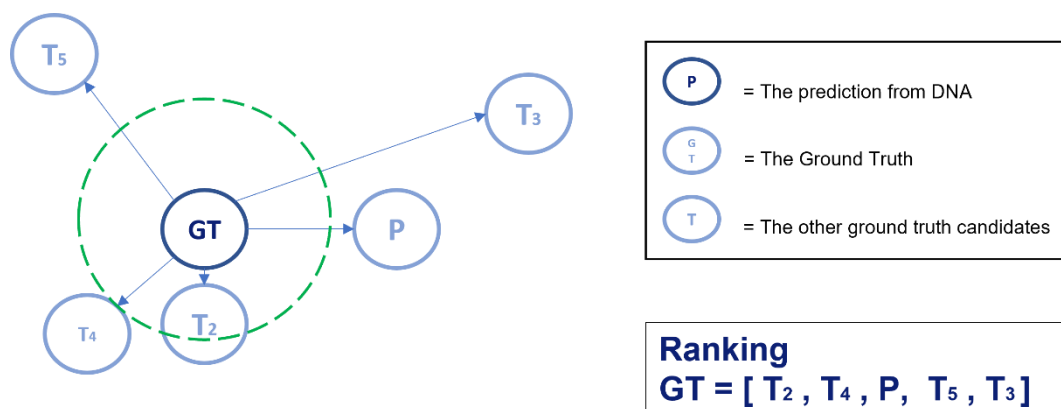 T5
T3
GT
P
T4
T2
P
= The prediction from DNA
G
T
= The Ground Truth
T
= The other ground truth candidates
Ranking
GT = [ T2 , T4 , P, T5 , T3 ]